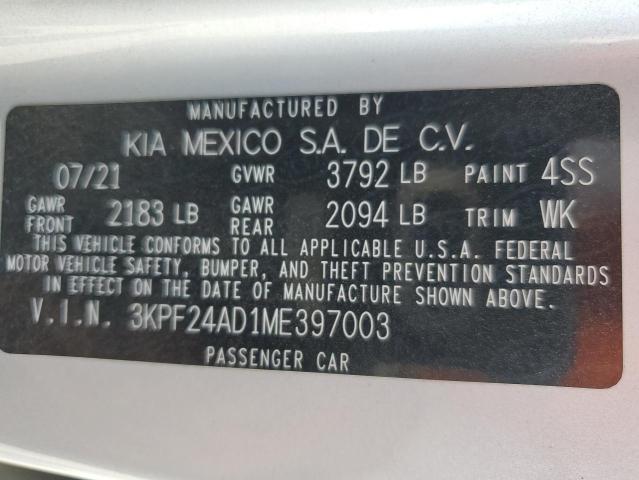 MANUFACTURED BY
KIA MEXICO S.A. DE C.V.
07/21 GVWR 3792 LB PAINT 4SS
GAWR FRONT 2183 LB GAWR REAR 2094 LB TRIM WK
THIS VEHICLE CONFORMS TO ALL APPLICABLE U.S.A. FEDERAL
MOTOR VEHICLE SAFETY, BUMPER, AND THEFT PREVENTION STANDARDS
IN EFFECT ON THE DATE OF MANUFACTURE SHOWN ABOVE.
V.I.N. 3KPF24AD1ME397003
PASSENGER CAR